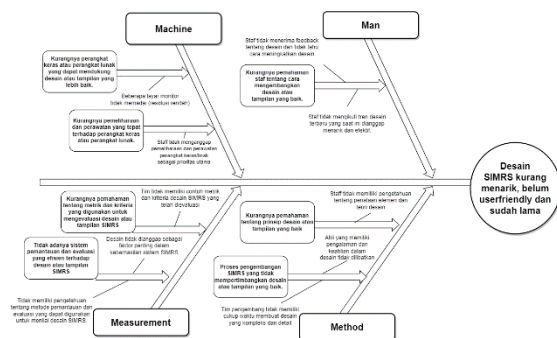 Machine
Man
Kurangnya perangkat
keras atau perangkat lunak
yang dapat mendukung
desain atau tampilan yang
lebih baik.
Beberapa layar monitor
tidak memadai (resolusi rendah)
Kurangnya pemeliharaan
dan perawatan yang tepat
terhadap perangkat keras
atau perangkat lunak.
Staf tidak menganggap
pemeliharaan dan perawatan
perangkat keras/lunak
sebagai prioritas utama
Staf tidak menerima feedback
tentang desain dan tidak tahu
cara meningkatkan desain
Kurangnya pemahaman
staf tentang cara
mengembangkan desain
atau tampilan yang baik.
Staf tidak mengikuti tren desain
terbaru yang saat ini dianggap
menarik dan efektif.
Desain
SIMRS kurang
menarik, belum
userfriendly dan
sudah lama
Kurangnya pemahaman
tentang metrik dan kriteria
yang digunakan untuk
mengevaluasi desain atau
tampilan SIMRS
Tim tidak memiliki contoh metrik
dan kriteria desain SIMRS yang
telah dievaluasi
Tidak adanya sistem
pemantauan dan evaluasi
yang efisien terhadap
desain atau tampilan
SIMRS
Desain tidak dianggap sebagai
faktor penting dalam
keberhasilan sistem SIMRS.
Tidak memiliki pengetahuan
tentang metode pemantauan dan
evaluasi yang dapat digunakan
untuk menilai desain SIMRS.
Staf tidak memiliki pengetahuan
tentang penataan elemen dan
teori desain
Kurangnya pemahaman
tentang prinsip desain atau
tampilan yang baik
Ahli yang memiliki
pengalaman dan
keahlian dalam
desain tidak dilibatkan
Proses pengembangan
SIMRS yang tidak
mempertimbangkan desain
atau tampilan yang baik.
Tim pengembang tidak memiliki
cukup waktu membuat desain
yang kompleks dan detail
Measurement
Method